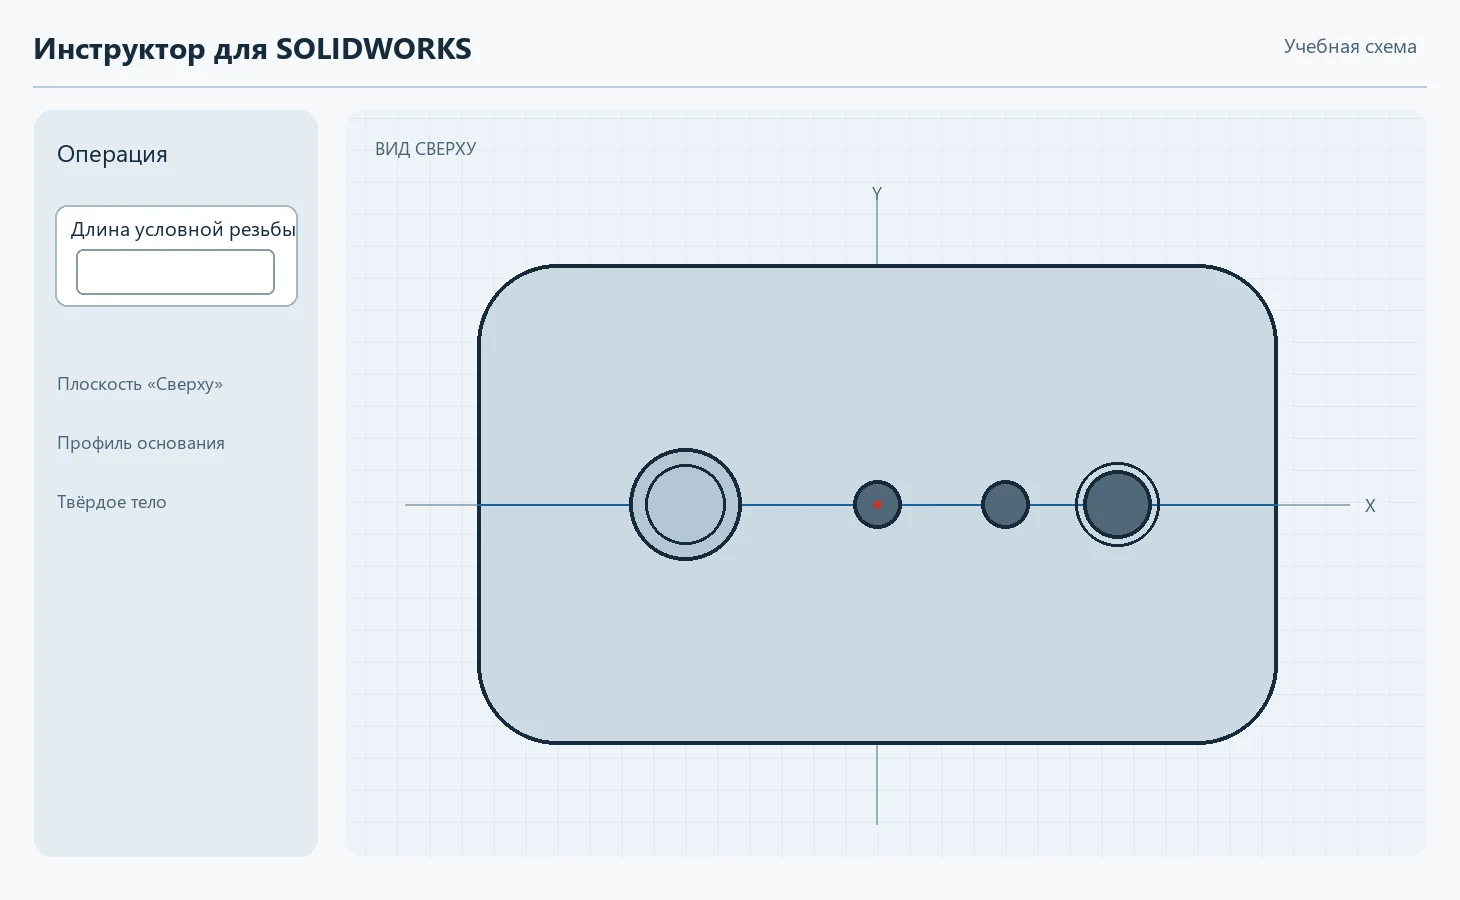 Инструктор для SOLIDWORKS
Учебная схема
Операция
Длина условной резьбы
Плоскость «Сверху»
Профиль основания
Твёрдое тело
ВИД СВЕРХУ
Y
X